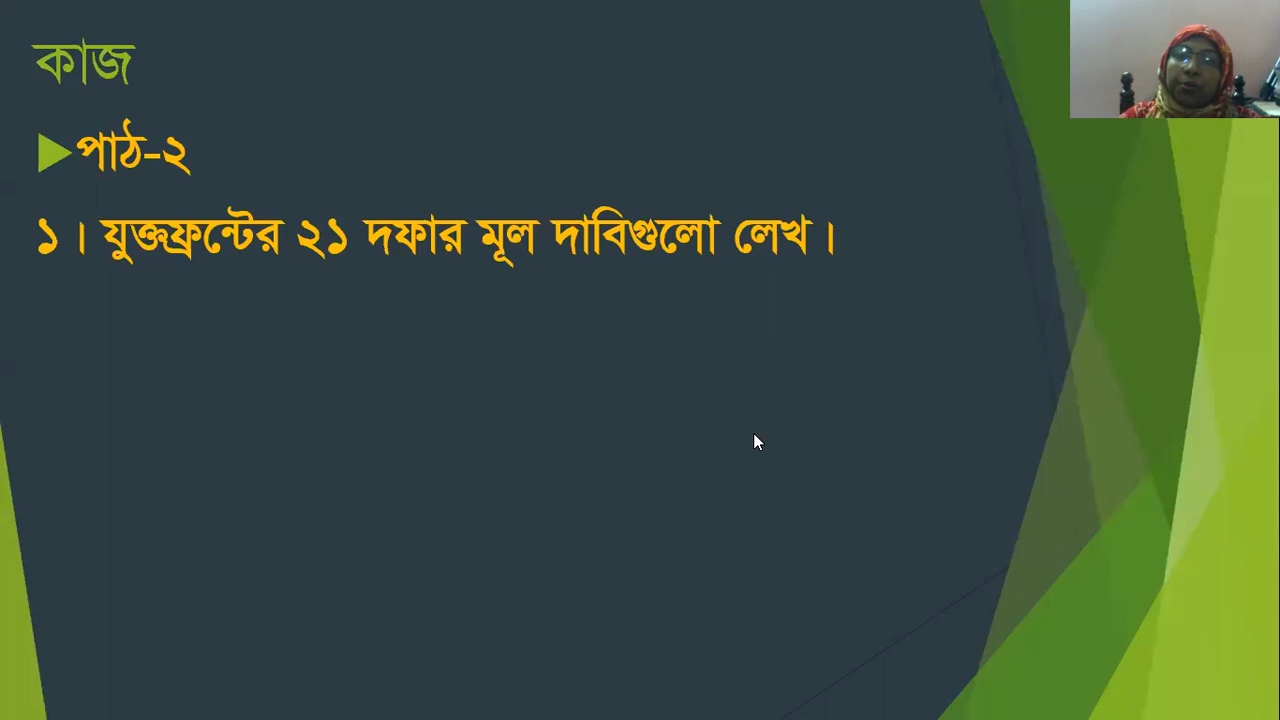 কাজ
পাঠ-২
১। যুক্তফ্রন্টের ২১ দফার মূল দাবিগুলো লেখ।